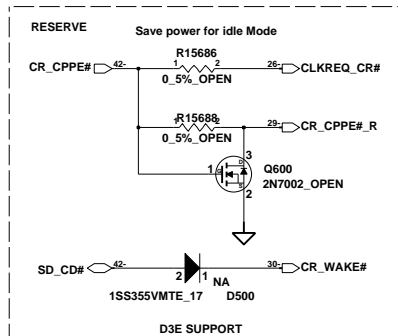 RESERVE
Save power for idle Mode
R15686
CR_CPPE# 42- 1 2 26- CLKREQ_CR#
0_5%_OPEN
R15688
1 2 29- CR_CPPE#_R
0_5%_OPEN
3
D
1 G Q600
S 2N7002_OPEN
2
SD_CD# 42- 30- CR_WAKE#
2 1 NA
1SS355VMTE_17 D500
D3E SUPPORT